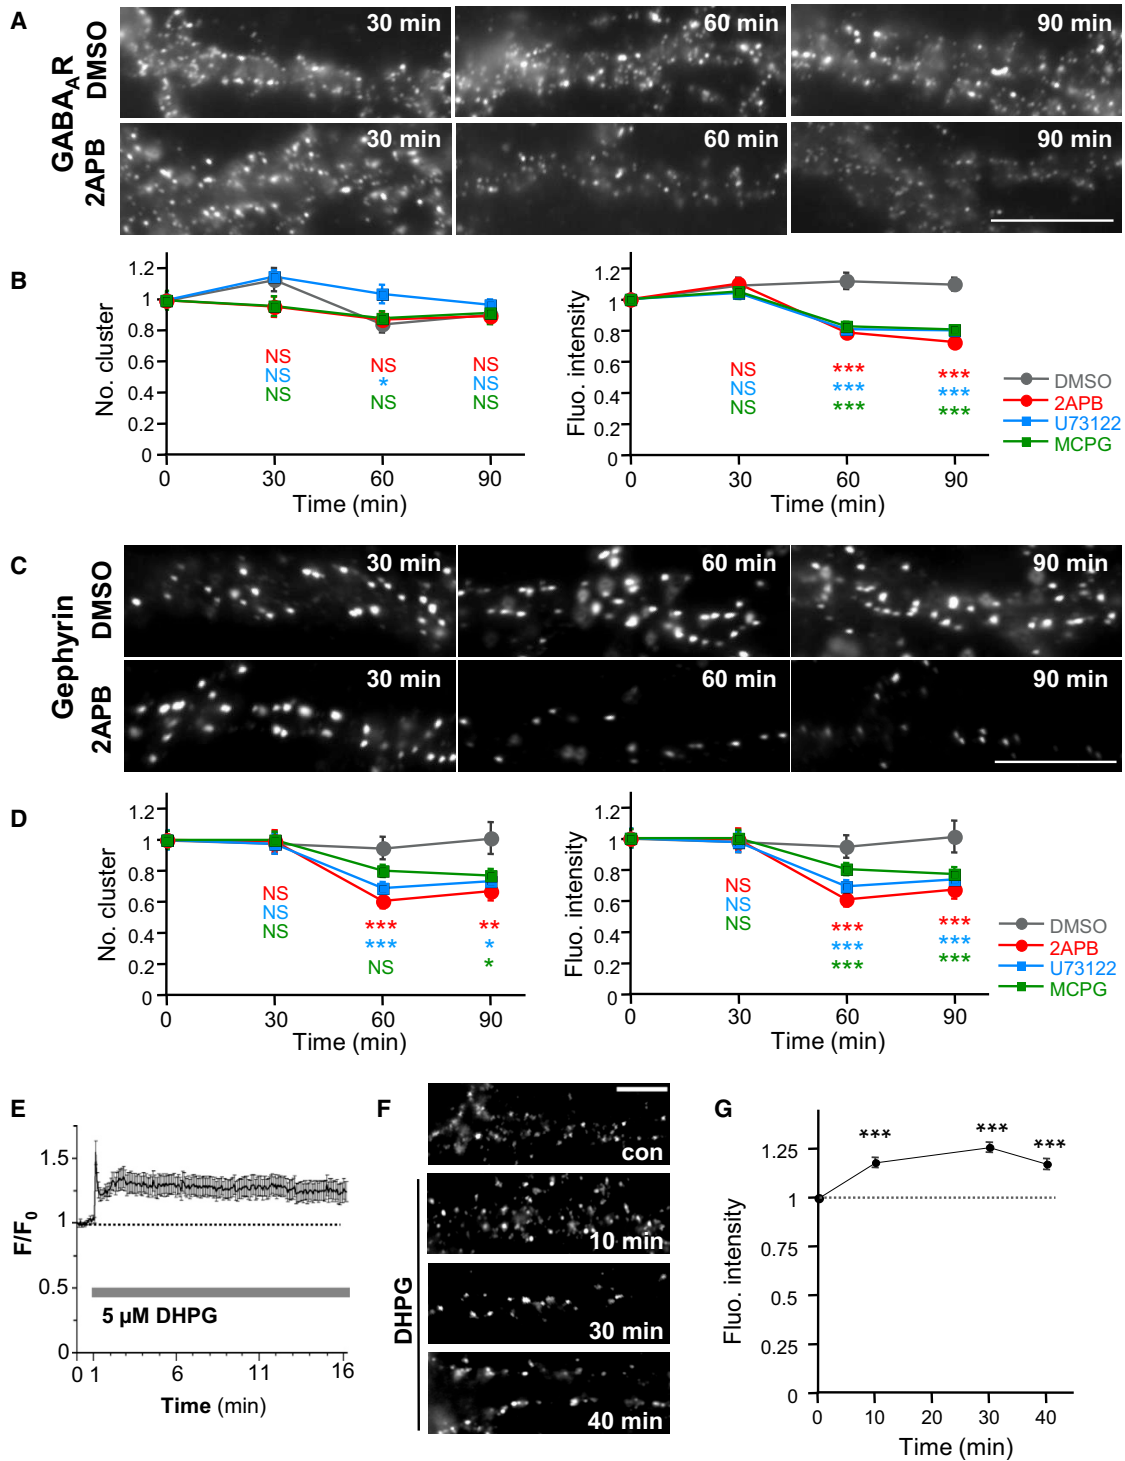 A
GABA_AR
DMSO
30 min
60 min
90 min
2APB
30 min
60 min
90 min
B
No. cluster
1.2
1
0.8
0.6
0.4
0.2
0
NS
NS
NS
NS
*
NS
NS
NS
NS
0
30
60
90
Time (min)
Fluo. intensity
1.2
1
0.8
0.6
0.4
0.2
0
NS
NS
NS
***
***
***
***
***
***
0
30
60
90
Time (min)
DMSO
2APB
U73122
MCPG
C
Gephyrin
DMSO
30 min
60 min
90 min
2APB
30 min
60 min
90 min
D
No. cluster
1.2
1
0.8
0.6
0.4
0.2
0
NS
NS
NS
***
***
NS
**
*
*
0
30
60
90
Time (min)
Fluo. intensity
1.2
1
0.8
0.6
0.4
0.2
0
NS
NS
NS
***
***
***
***
***
***
0
30
60
90
Time (min)
DMSO
2APB
U73122
MCPG
E
F/F₀
1.5
1
0.5
0
5 µM DHPG
0 1 6 11 16
Time (min)
F
con
DHPG
10 min
30 min
40 min
G
Fluo. intensity
1.25
1
0.75
0.5
0.25
0
***
***
***
0 10 20 30 40
Time (min)